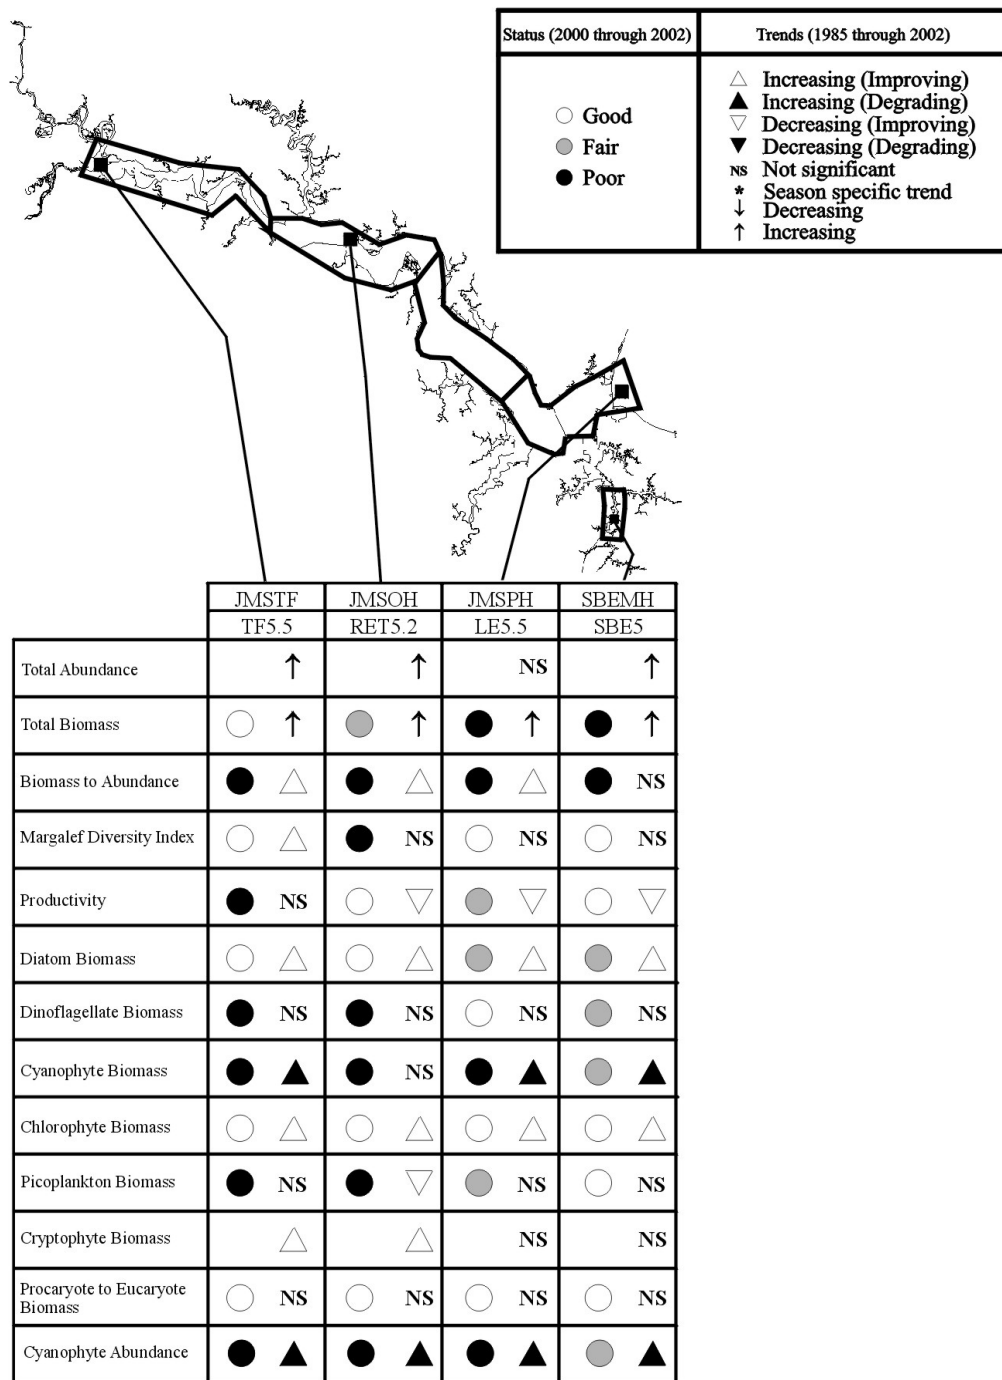 Status (2000 through 2002) Trends (1985 through 2002)
Good
Fair
Poor
Increasing (Improving)
Increasing (Degrading)
Decreasing (Improving)
Decreasing (Degrading)
NS Not significant
* Season specific trend
↓ Decreasing
↑ Increasing
JMSTF JMSOH JMSPH SBEMH
TF5.5 RET5.2 LE5.5 SBE5
Total Abundance NS
Total Biomass
Biomass to Abundance NS
Margalef Diversity Index NS NS NS
Productivity NS
Diatom Biomass
Dinoflagellate Biomass NS NS NS NS
Cyanophyte Biomass NS
Chlorophyte Biomass
Picoplankton Biomass NS NS NS
Cryptophyte Biomass NS NS
Procaryote to Eucaryote
Biomass NS NS NS NS
Cyanophyte Abundance